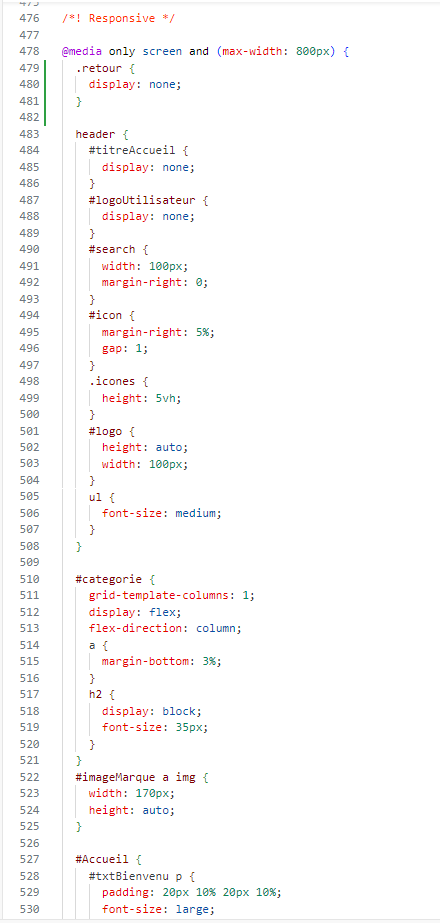 475
476 /*! Responsive */
477
478 @media only screen and (max-width: 800px) {
479 .retour {
480 display: none;
481 }
482
483 header {
484 #titreAccueil {
485 display: none;
486 }
487 #logoUtilisateur {
488 display: none;
489 }
490 #search {
491 width: 100px;
492 margin-right: 0;
493 }
494 #icon {
495 margin-right: 5%;
496 gap: 1;
497 }
498 .icones {
499 height: 5vh;
500 }
501 #logo {
502 height: auto;
503 width: 100px;
504 }
505 ul {
506 font-size: medium;
507 }
508 }
509
510 #categorie {
511 grid-template-columns: 1;
512 display: flex;
513 flex-direction: column;
514 a {
515 margin-bottom: 3%;
516 }
517 h2 {
518 display: block;
519 font-size: 35px;
520 }
521 }
522 #imageMarque a img {
523 width: 170px;
524 height: auto;
525 }
526
527 #Accueil {
528 #txtBienvenu p {
529 padding: 20px 10% 20px 10%;
530 font-size: large;